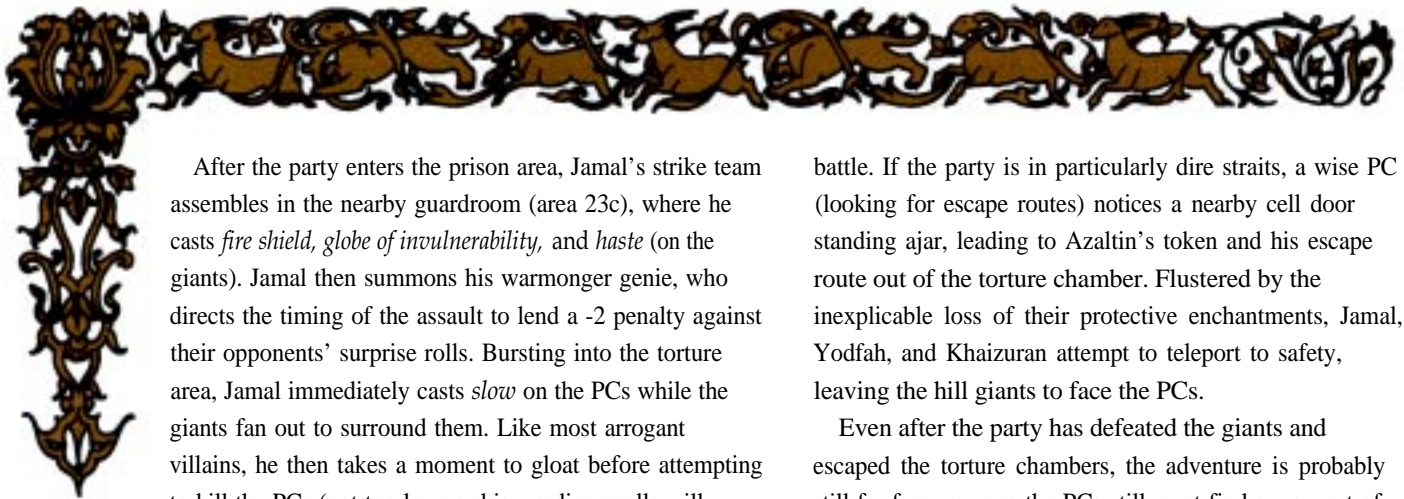 After the party enters the prison area, Jamal's strike team
assembles in the nearby guardroom (area 23c), where he
casts fire shield, globe of invulnerability, and haste (on the
giants). Jamal then summons his warmonger genie, who
directs the timing of the assault to lend a -2 penalty against
their opponents' surprise rolls. Bursting into the torture
area, Jamal immediately casts slow on the PCs while the
giants fan out to surround them. Like most arrogant
villains, he then takes a moment to gloat before attempting
battle. If the party is in particularly dire straits, a wise PC
(looking for escape routes) notices a nearby cell door
standing ajar, leading to Azaltin's token and his escape
route out of the torture chamber. Flustered by the
inexplicable loss of their protective enchantments, Jamal,
Yodfah, and Khaizuran attempt to teleport to safety,
leaving the hill giants to face the PCs.
Even after the party has defeated the giants and
escaped the torture chambers, the adventure is probably